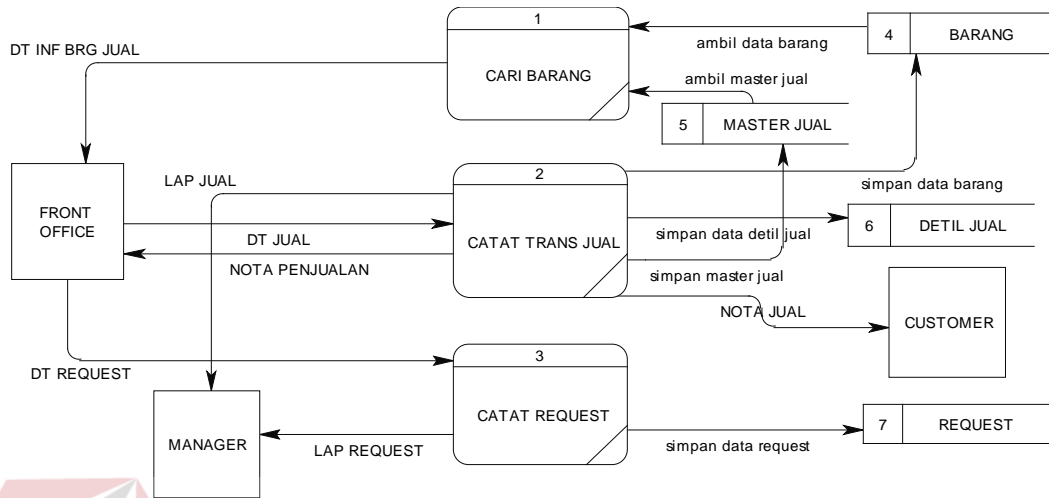 1
CARI BARANG
DT INF BRG JUAL
ambil data barang
4 BARANG
ambil master jual
5 MASTER JUAL
FRONT
OFFICE
LAP JUAL
2
CATAT TRANS JUAL
simpan data barang
DT JUAL
NOTA PENJUALAN
simpan data detil jual
6 DETIL JUAL
simpan master jual
NOTA JUAL
CUSTOMER
DT REQUEST
3
CATAT REQUEST
MANAGER
LAP REQUEST
simpan data request
7 REQUEST